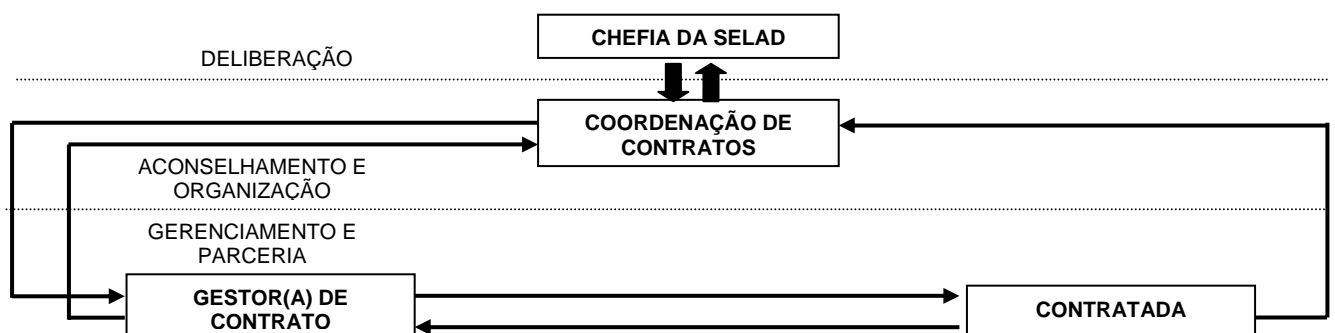 CHEFIA DA SELAD
DELIBERAÇÃO
COORDENAÇÃO DE
CONTRATOS
ACONSELHAMENTO E
ORGANIZAÇÃO
GERENCIAMENTO E
PARCERIA
GESTOR(A) DE
CONTRATO
CONTRATADA